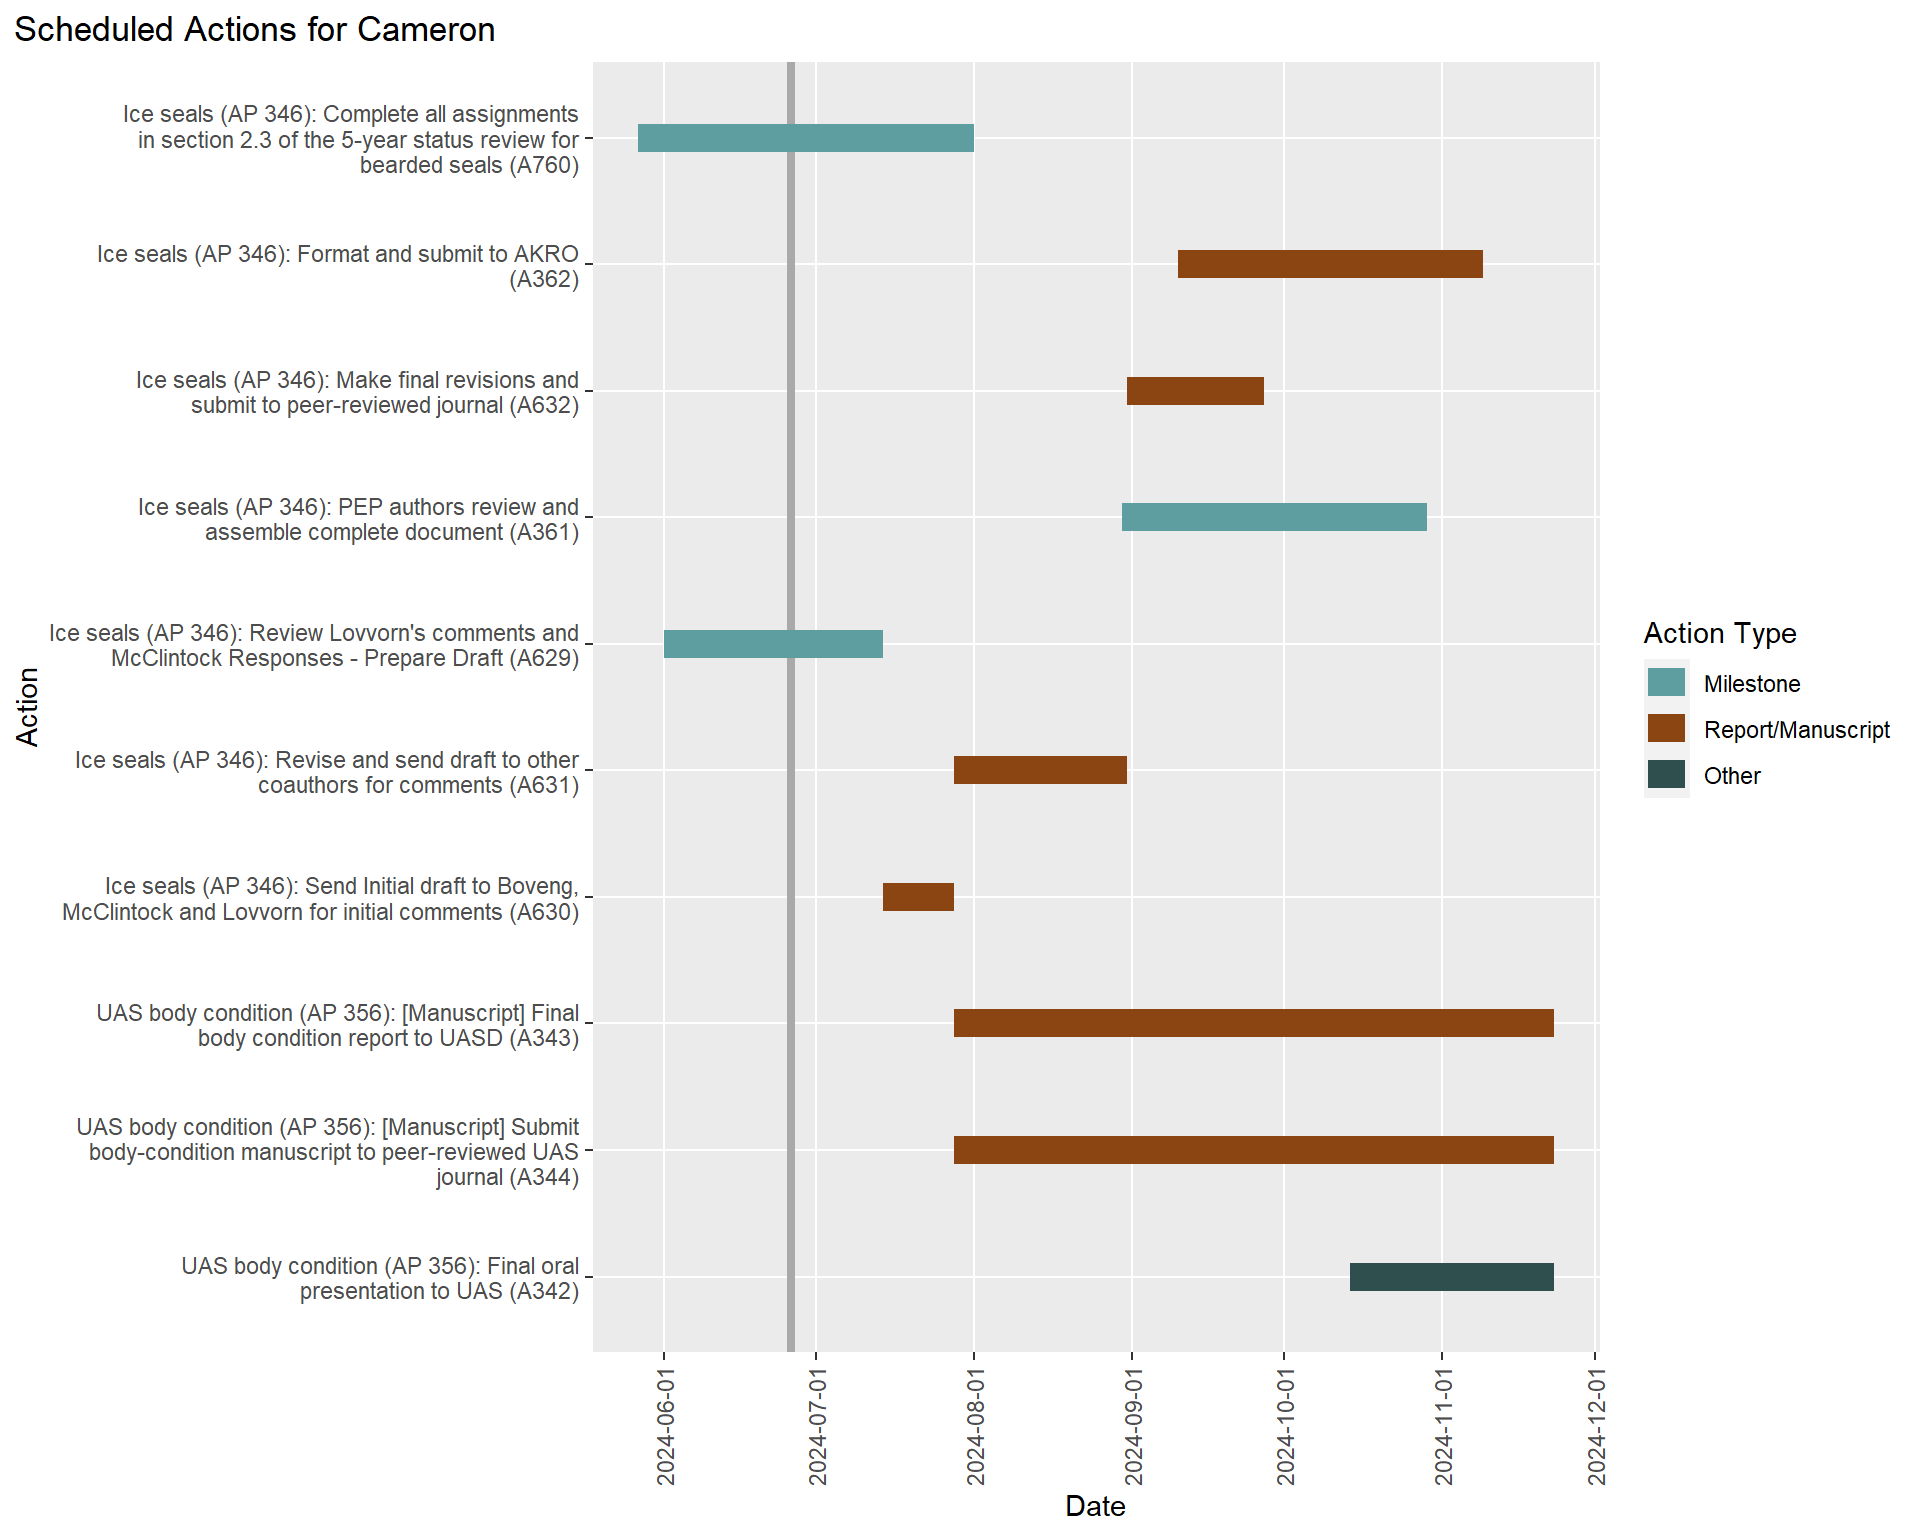 Scheduled Actions for Cameron
Ice seals (AP 346): Complete all assignments
in section 2.3 of the 5-year status review for
bearded seals (A760)
Ice seals (AP 346): Format and submit to AKRO
(A362)
Ice seals (AP 346): Make final revisions and
submit to peer-reviewed journal (A632)
Ice seals (AP 346): PEP authors review and
assemble complete document (A361)
Ice seals (AP 346): Review Lovvorn's comments and
McClintock Responses - Prepare Draft (A629)
Ice seals (AP 346): Revise and send draft to other
coauthors for comments (A631)
Ice seals (AP 346): Send Initial draft to Boveng,
McClintock and Lovvorn for initial comments (A630)
UAS body condition (AP 356): [Manuscript] Final
body condition report to UASD (A343)
UAS body condition (AP 356): [Manuscript] Submit
body-condition manuscript to peer-reviewed UAS
journal (A344)
UAS body condition (AP 356): Final oral
presentation to UAS (A342)
Action
2024-06-01
2024-07-01
2024-08-01
2024-09-01
2024-10-01
2024-11-01
2024-12-01
Date
Action Type
Milestone
Report/Manuscript
Other